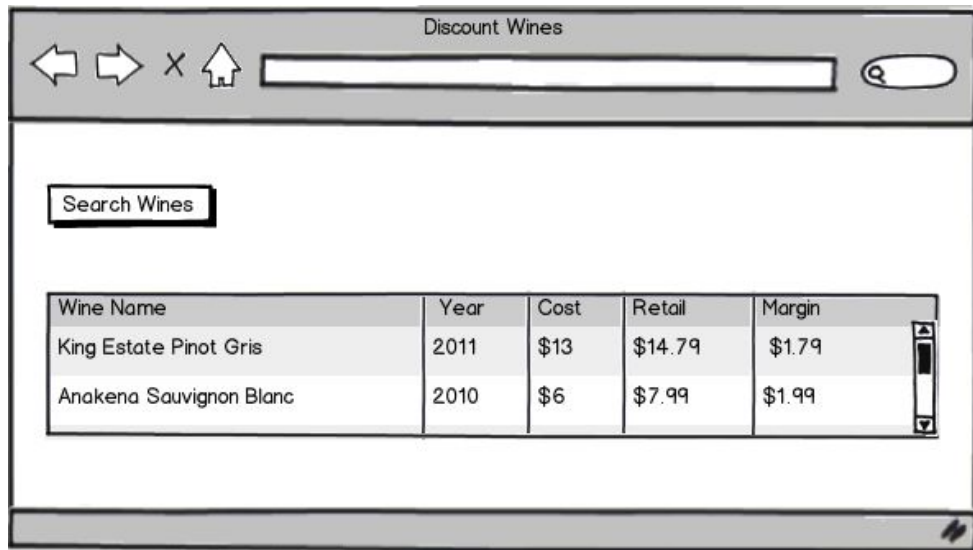 Discount Wines
Search Wines
Wine Name Year Cost Retail Margin
King Estate Pinot Gris 2011 $13 $14.79 $1.79
Anakena Sauvignon Blanc 2010 $6 $7.99 $1.99